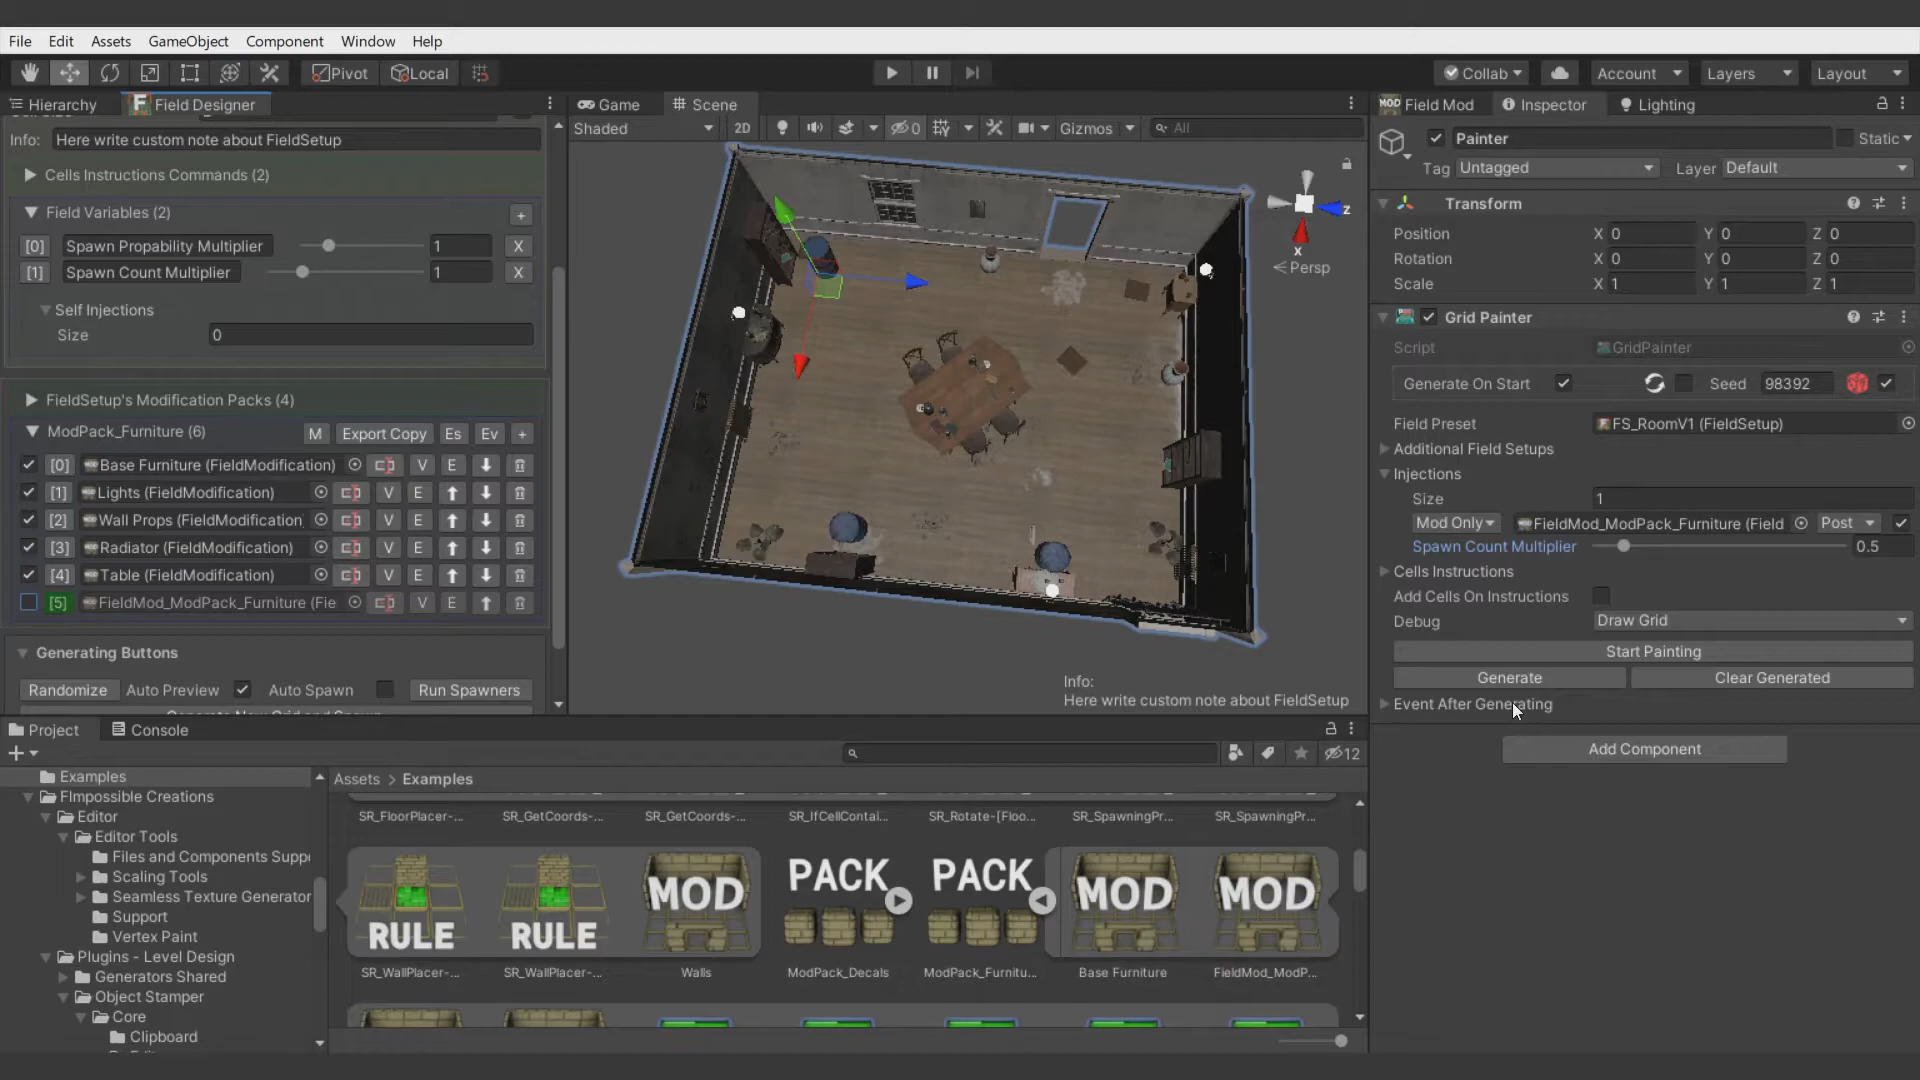 File Edit Assets GameObject Component Window Help
Pivot Local Collab Account Layers Layout
Hierarchy Field Designer Game Scene MOD Field Mod Inspector Lighting
Info: Here write custom note about FieldSetup
Cells Instructions Commands (2)
Field Variables (2) +
[0] Spawn Propability Multiplier 1 X
[1] Spawn Count Multiplier 1 X
Self Injections
Size 0
FieldSetup's Modification Packs (4)
ModPack_Furniture (6) M Export Copy Es Ev +
[0] Base Furniture (FieldModification) V E
[1] Lights (FieldModification) V E
[2] Wall Props (FieldModification) V E
[3] Radiator (FieldModification) V E
[4] Table (FieldModification) V E
[5] FieldMod_ModPack_Furniture (Fie V E
Generating Buttons
Randomize Auto Preview Auto Spawn Run Spawners
Shaded 2D 0 Gizmos All
Z
X
Persp
Info:
Here write custom note about FieldSetup
Painter Static
Tag Untagged Layer Default
Transform
Position X 0 Y 0 Z 0
Rotation X 0 Y 0 Z 0
Scale X 1 Y 1 Z 1
Grid Painter
Script GridPainter
Generate On Start Seed 98392
Field Preset FS_RoomV1 (FieldSetup)
Additional Field Setups
Injections
Size 1
Mod Only FieldMod_ModPack_Furniture (Field Post
Spawn Count Multiplier 0.5
Cells Instructions
Add Cells On Instructions
Debug Draw Grid
Start Painting
Generate Clear Generated
Event After Generating
Add Component
Project Console
12
Examples
FImpossible Creations
Editor
Editor Tools
Files and Components Suppo
Scaling Tools
Seamless Texture Generator
Support
Vertex Paint
Plugins - Level Design
Generators Shared
Object Stamper
Core
Clipboard
Assets > Examples
SR_FloorPlacer-... SR_GetCoords-... SR_GetCoords-... SR_IfCellContai... SR_Rotate-[Floo... SR_SpawningPr... SR_SpawningPr...
RULE RULE MOD PACK PACK MOD MOD
SR_WallPlacer-... SR_WallPlacer-... Walls ModPack_Decals ModPack_Furnitu... Base Furniture FieldMod_ModP...